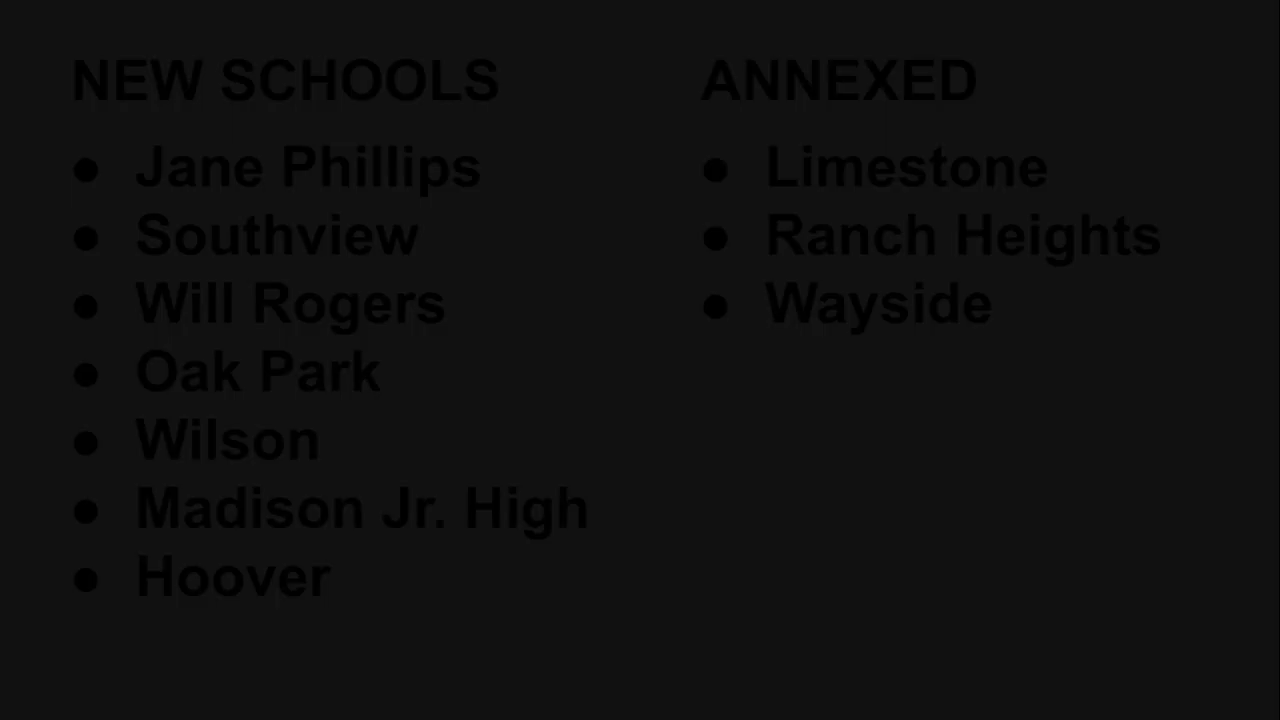 NEW SCHOOLS
● Jane Phillips
● Southview
● Will Rogers
● Oak Park
● Wilson
● Madison Jr. High
● Hoover
ANNEXED
● Limestone
● Ranch Heights
● Wayside